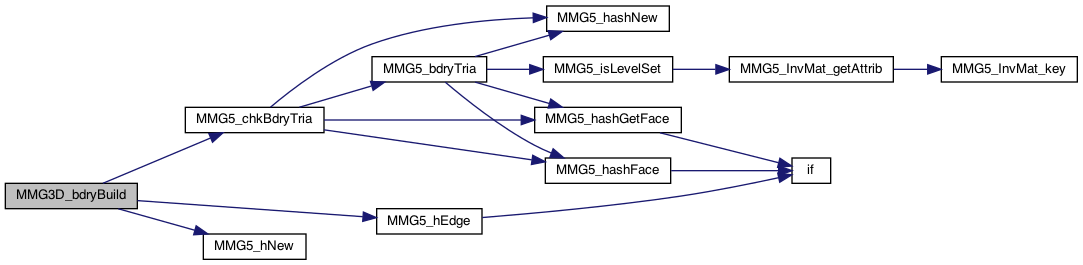 MMG5_hashNew
MMG5_bdryTria
MMG5_isLevelSet
MMG5_InvMat_getAttrib
MMG5_InvMat_key
MMG5_chkBdryTria
MMG5_hashGetFace
MMG5_hashFace
if
MMG3D_bdryBuild
MMG5_hEdge
MMG5_hNew